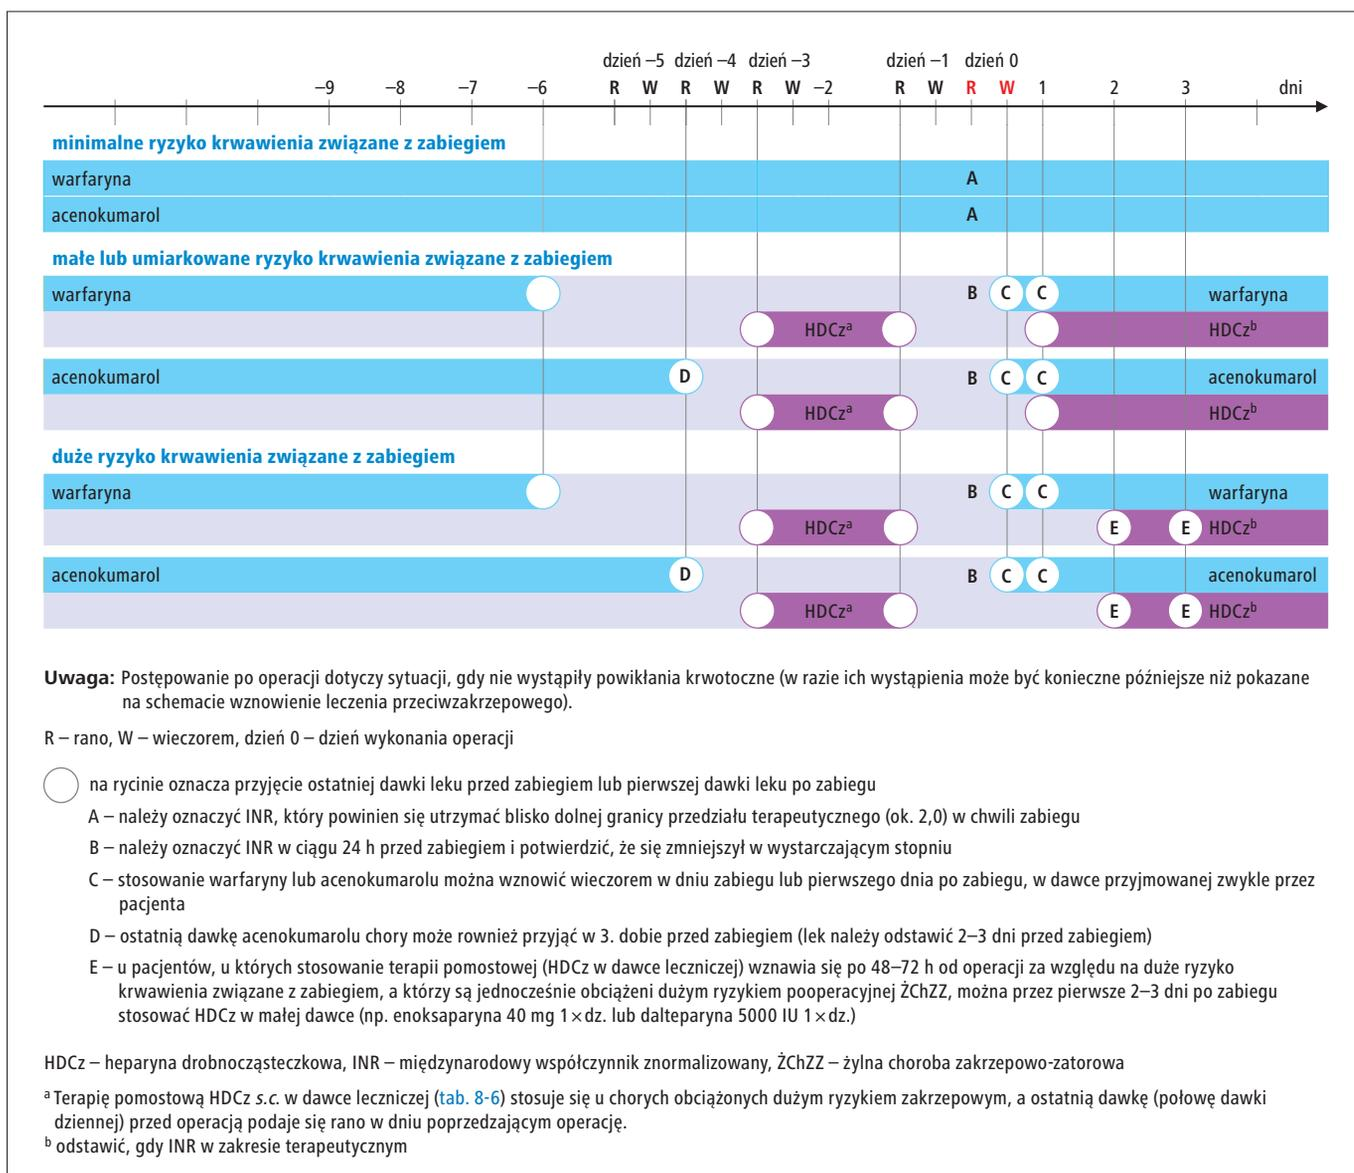 dzień –5 dzień –4 dzień –3 dzień –1 dzień 0
–9 –8 –7 –6 R W R W R W –2 R W R W 1 2 3 dni
minimalne ryzyko krwawienia związane z zabiegiem
warfaryna A
acenokumarol A
małe lub umiarkowane ryzyko krwawienia związane z zabiegiem
warfaryna B C C warfaryna
HDCzᵃ HDCzᵇ
acenokumarol D B C C acenokumarol
HDCzᵃ HDCzᵇ
duże ryzyko krwawienia związane z zabiegiem
warfaryna B C C warfaryna
HDCzᵃ E E HDCzᵇ
acenokumarol D B C C acenokumarol
HDCzᵃ E E HDCzᵇ
Uwaga: Postępowanie po operacji dotyczy sytuacji, gdy nie wystąpiły powikłania krwotoczne (w razie ich wystąpienia może być konieczne późniejsze niż pokazane
na schemacie wznowienie leczenia przeciwzakrzepowego).
R – rano, W – wieczorem, dzień 0 – dzień wykonania operacji
na rycinie oznacza przyjęcie ostatniej dawki leku przed zabiegiem lub pierwszej dawki leku po zabiegu
A – należy oznaczyć INR, który powinien się utrzymać blisko dolnej granicy przedziału terapeutycznego (ok. 2,0) w chwili zabiegu
B – należy oznaczyć INR w ciągu 24 h przed zabiegiem i potwierdzić, że się zmniejszył w wystarczającym stopniu
C – stosowanie warfaryny lub acenokumarolu można wznowić wieczorem w dniu zabiegu lub pierwszego dnia po zabiegu, w dawce przyjmowanej zwykle przez
pacjenta
D – ostatnią dawkę acenokumarolu chory może rownież przyjąć w 3. dobie przed zabiegiem (lek należy odstawić 2–3 dni przed zabiegiem)
E – u pacjentów, u których stosowanie terapii pomostowej (HDCz w dawce leczniczej) wznawia się po 48–72 h od operacji za względu na duże ryzyko
krwawienia związane z zabiegiem, a którzy są jednocześnie obciążeni dużym ryzykiem pooperacyjnej ŻChZZ, można przez pierwsze 2–3 dni po zabiegu
stosować HDCz w małej dawce (np. enoksaparyna 40 mg 1×dz. lub dalteparyna 5000 IU 1×dz.)
HDCz – heparyna drobnocząsteczkowa, INR – międzynarodowy współczynnik znormalizowany, ŻChZZ – żylna choroba zakrzepowo-zatorowa
ᵃ Terapię pomostową HDCz s.c. w dawce leczniczej (tab. 8-6) stosuje się u chorych obciążonych dużym ryzykiem zakrzepowym, a ostatnią dawkę (połowę dawki
dziennej) przed operacją podaje się rano w dniu poprzedzającym operację.
ᵇ odstawić, gdy INR w zakresie terapeutycznym